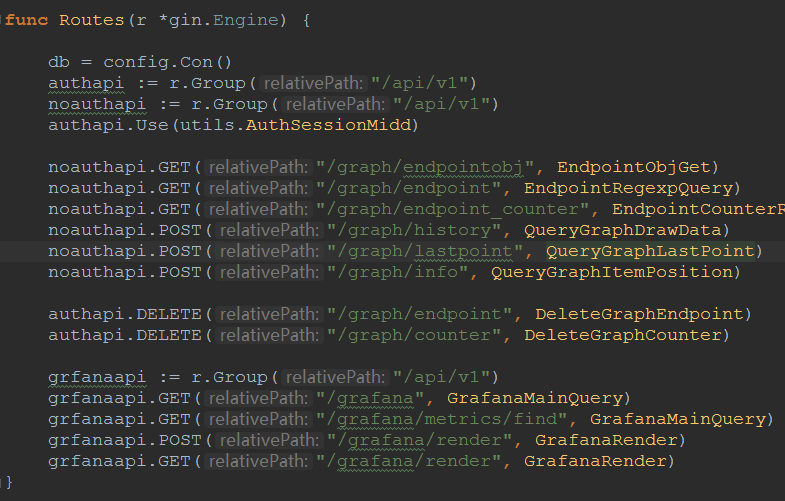 func Routes(r *gin.Engine) {
db = config.Con()
authapi := r.Group( relativePath: "/api/v1")
noauthapi := r.Group( relativePath: "/api/v1")
authapi.Use(utils.AuthSessionMidd)
noauthapi.GET( relativePath: "/graph/endpointobj", EndpointObjGet)
noauthapi.GET( relativePath: "/graph/endpoint", EndpointRegexpQuery)
noauthapi.GET( relativePath: "/graph/endpoint_counter", EndpointCounterR
noauthapi.POST( relativePath: "/graph/history", QueryGraphDrawData)
noauthapi.POST( relativePath: "/graph/lastpoint", QueryGraphLastPoint)
noauthapi.POST( relativePath: "/graph/info", QueryGraphItemPosition)
authapi.DELETE( relativePath: "/graph/endpoint", DeleteGraphEndpoint)
authapi.DELETE( relativePath: "/graph/counter", DeleteGraphCounter)
grfanaapi := r.Group( relativePath: "/api/v1")
grfanaapi.GET( relativePath: "/grafana", GrafanaMainQuery)
grfanaapi.GET( relativePath: "/grafana/metrics/find", GrafanaMainQuery)
grfanaapi.POST( relativePath: "/grafana/render", GrafanaRender)
grfanaapi.GET( relativePath: "/grafana/render", GrafanaRender)
}